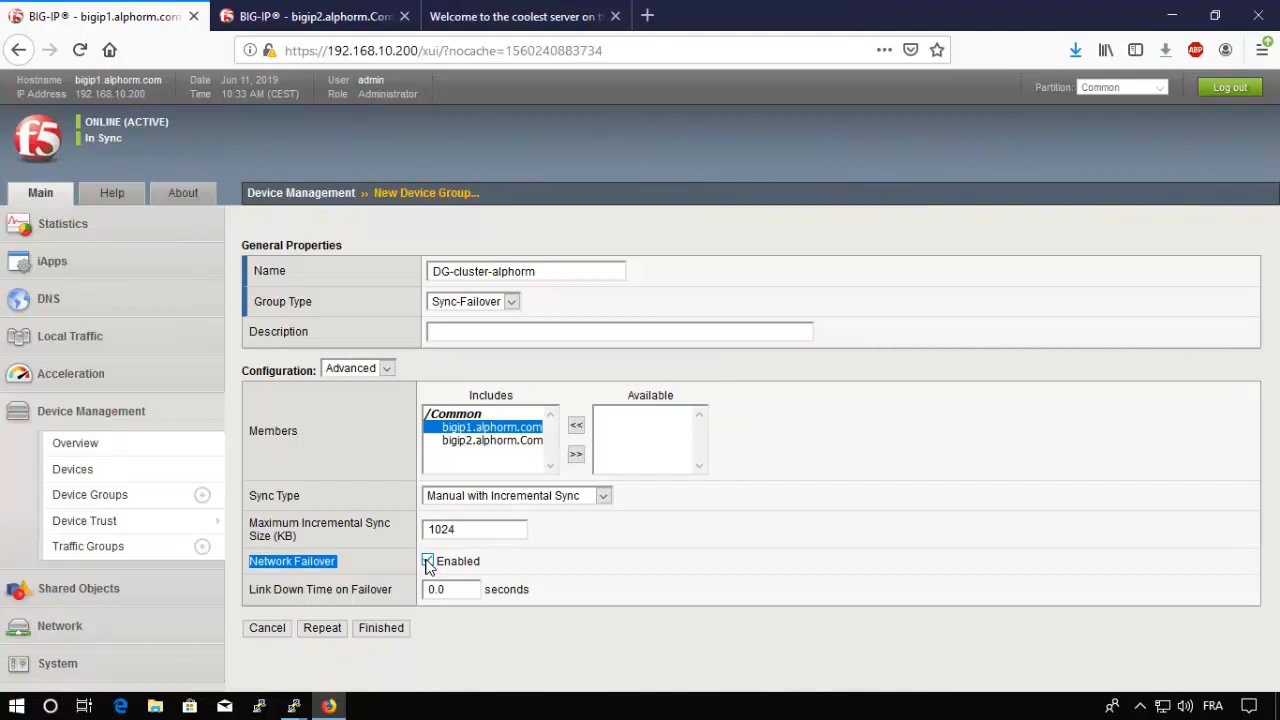 BIG-IP® - bigip1.alphorm.com
BIG-IP® - bigip2.alphorm.Com
Welcome to the coolest server on t
https://192.168.10.200/xui/?nocache=1560240883734
ABP
Hostname bigip1.alphorm.com Date Jun 11, 2019 User admin
IP Address 192.168.10.200 Time 10:33 AM (CEST) Role Administrator
Partition: Common Log out
f5
ONLINE (ACTIVE)
In Sync
Main Help About
Device Management ›› New Device Group...
Statistics
iApps
DNS
Local Traffic
Acceleration
Device Management
Overview
Devices
Device Groups
Device Trust
Traffic Groups
Shared Objects
Network
System
General Properties
Name DG-cluster-alphorm
Group Type Sync-Failover
Description
Configuration: Advanced
Includes Available
Members
/Common
bigip1.alphorm.com
bigip2.alphorm.Com
<<
>>
Sync Type Manual with Incremental Sync
Maximum Incremental Sync
Size (KB)
1024
Network Failover Enabled
Link Down Time on Failover 0.0 seconds
Cancel Repeat Finished
FRA